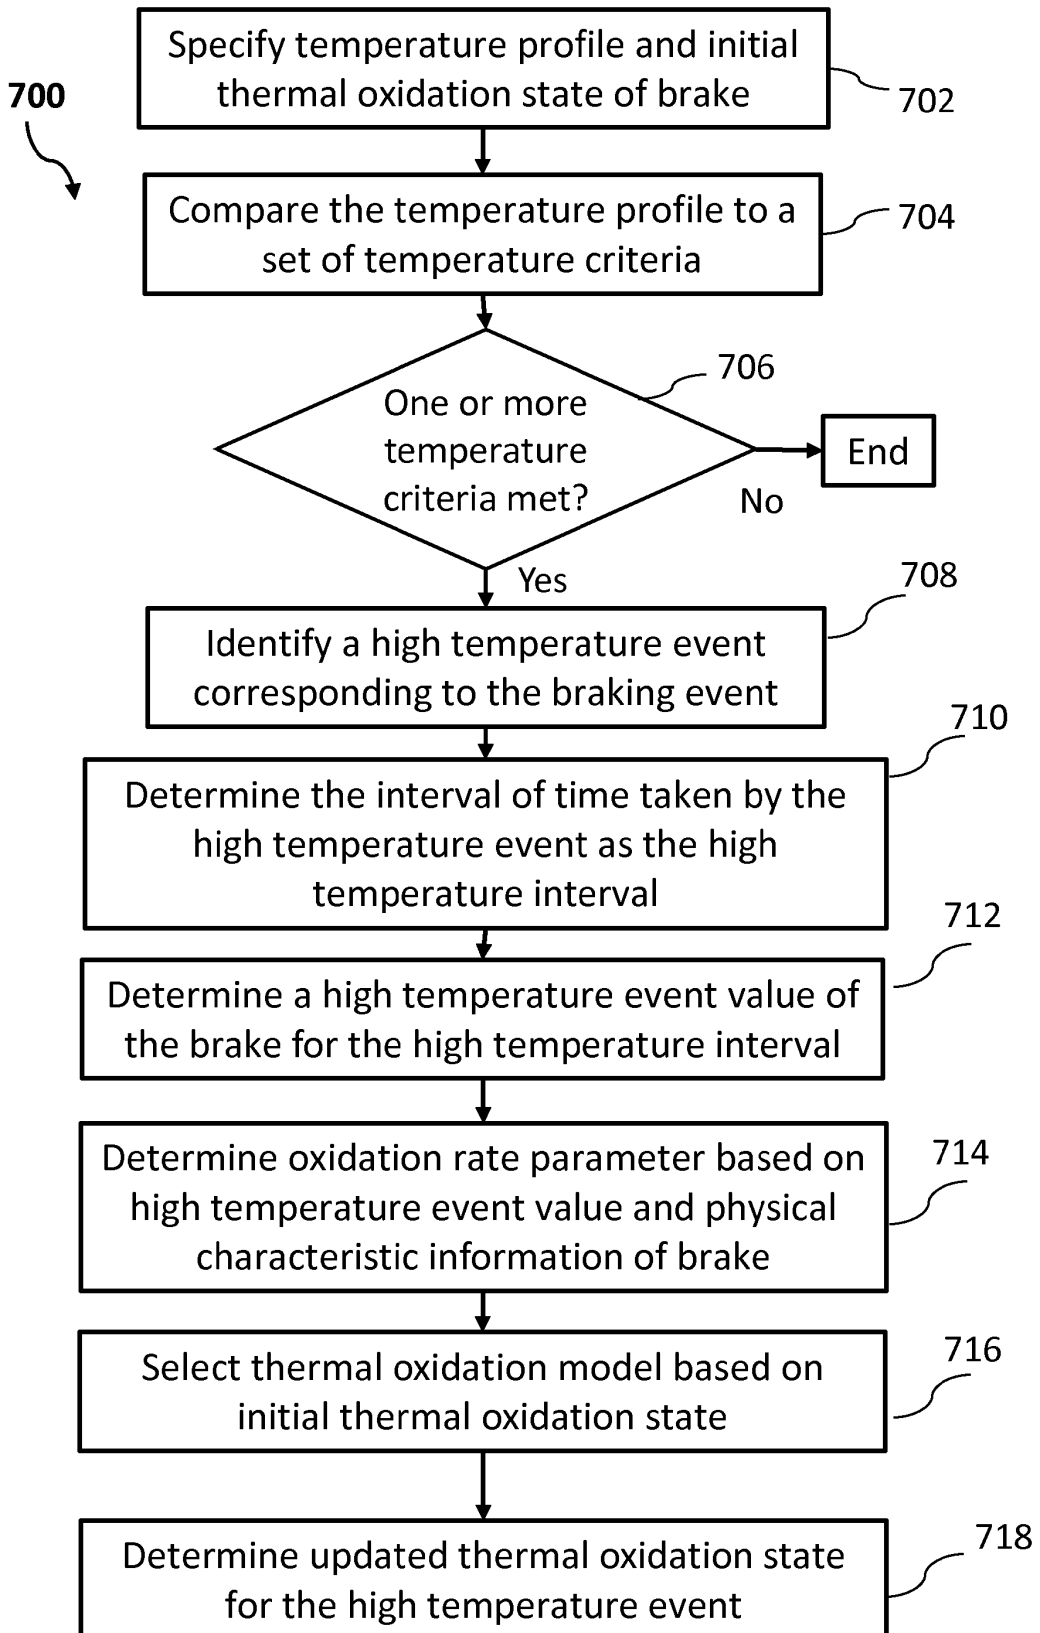 Specify temperature profile and initial
thermal oxidation state of brake
700
702
Compare the temperature profile to a
set of temperature criteria
704
706
One or more
temperature
criteria met?
End
No
Yes
708
Identify a high temperature event
corresponding to the braking event
710
Determine the interval of time taken by the
high temperature event as the high
temperature interval
712
Determine a high temperature event value of
the brake for the high temperature interval
714
Determine oxidation rate parameter based on
high temperature event value and physical
characteristic information of brake
716
Select thermal oxidation model based on
initial thermal oxidation state
718
Determine updated thermal oxidation state
for the high temperature event